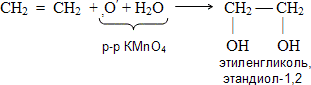 CH₂ = CH₂ + „O′ + H₂O ⟶ CH₂ — CH₂
р-р KMnO₄
OH OH
этиленгликоль,
этандиол-1,2